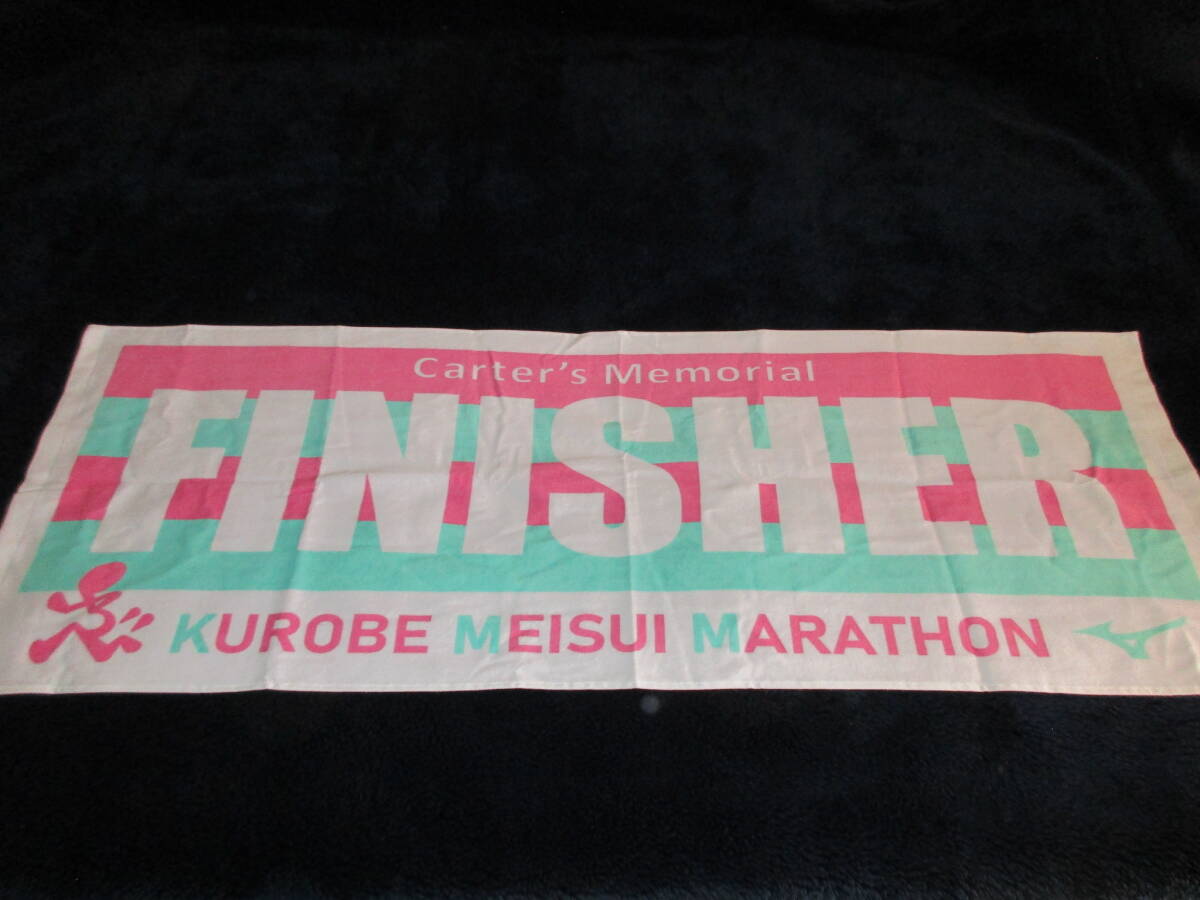 Carter's Memorial
FINISHER
KUROBE MEISUI MARATHON